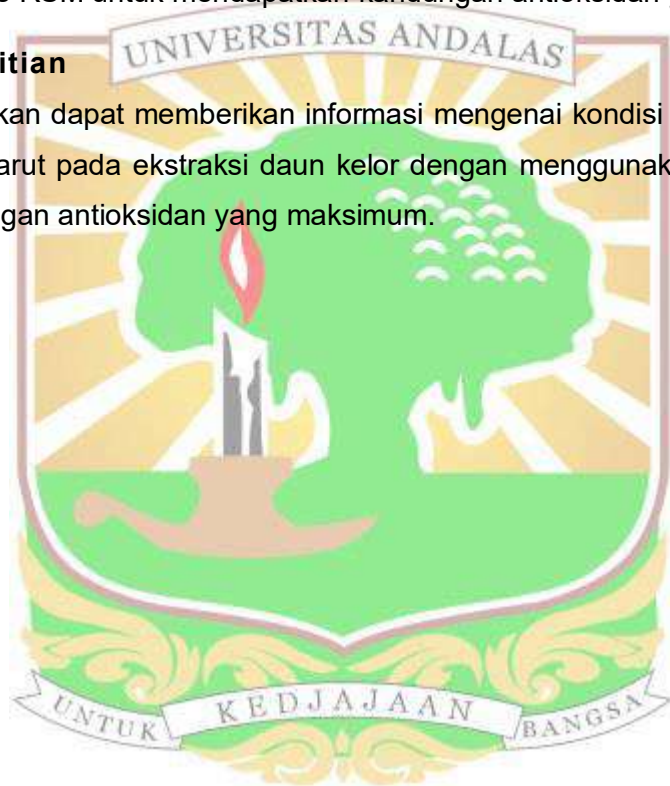 RSM untuk mendapatkan kandungan antioksidan
UNIVERSITAS ANDALAS
itian
kan dapat memberikan informasi mengenai kondisi
arut pada ekstraksi daun kelor dengan menggunak
gan antioksidan yang maksimum.
UNTUK KEDJAJAAN BANGSA